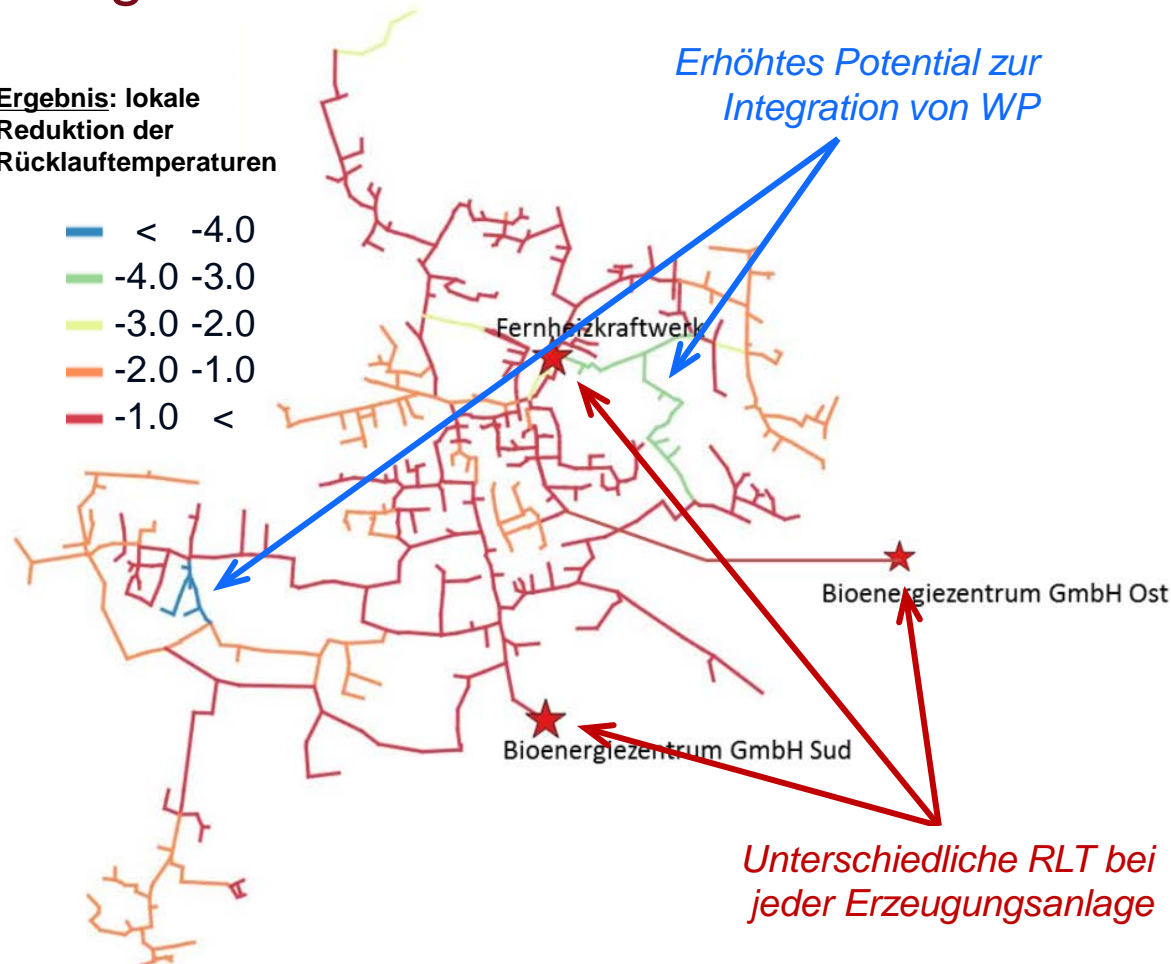 Erhöhtes Potential zur
Integration von WP
Ergebnis: lokale
Reduktion der
Rücklauftemperaturen
< -4.0
-4.0 -3.0
-3.0 -2.0
-2.0 -1.0
-1.0 <
Fernheizkraftwerk
Bioenergiezentrum GmbH Ost
Bioenergiezentrum GmbH Sud
Unterschiedliche RLT bei
jeder Erzeugungsanlage